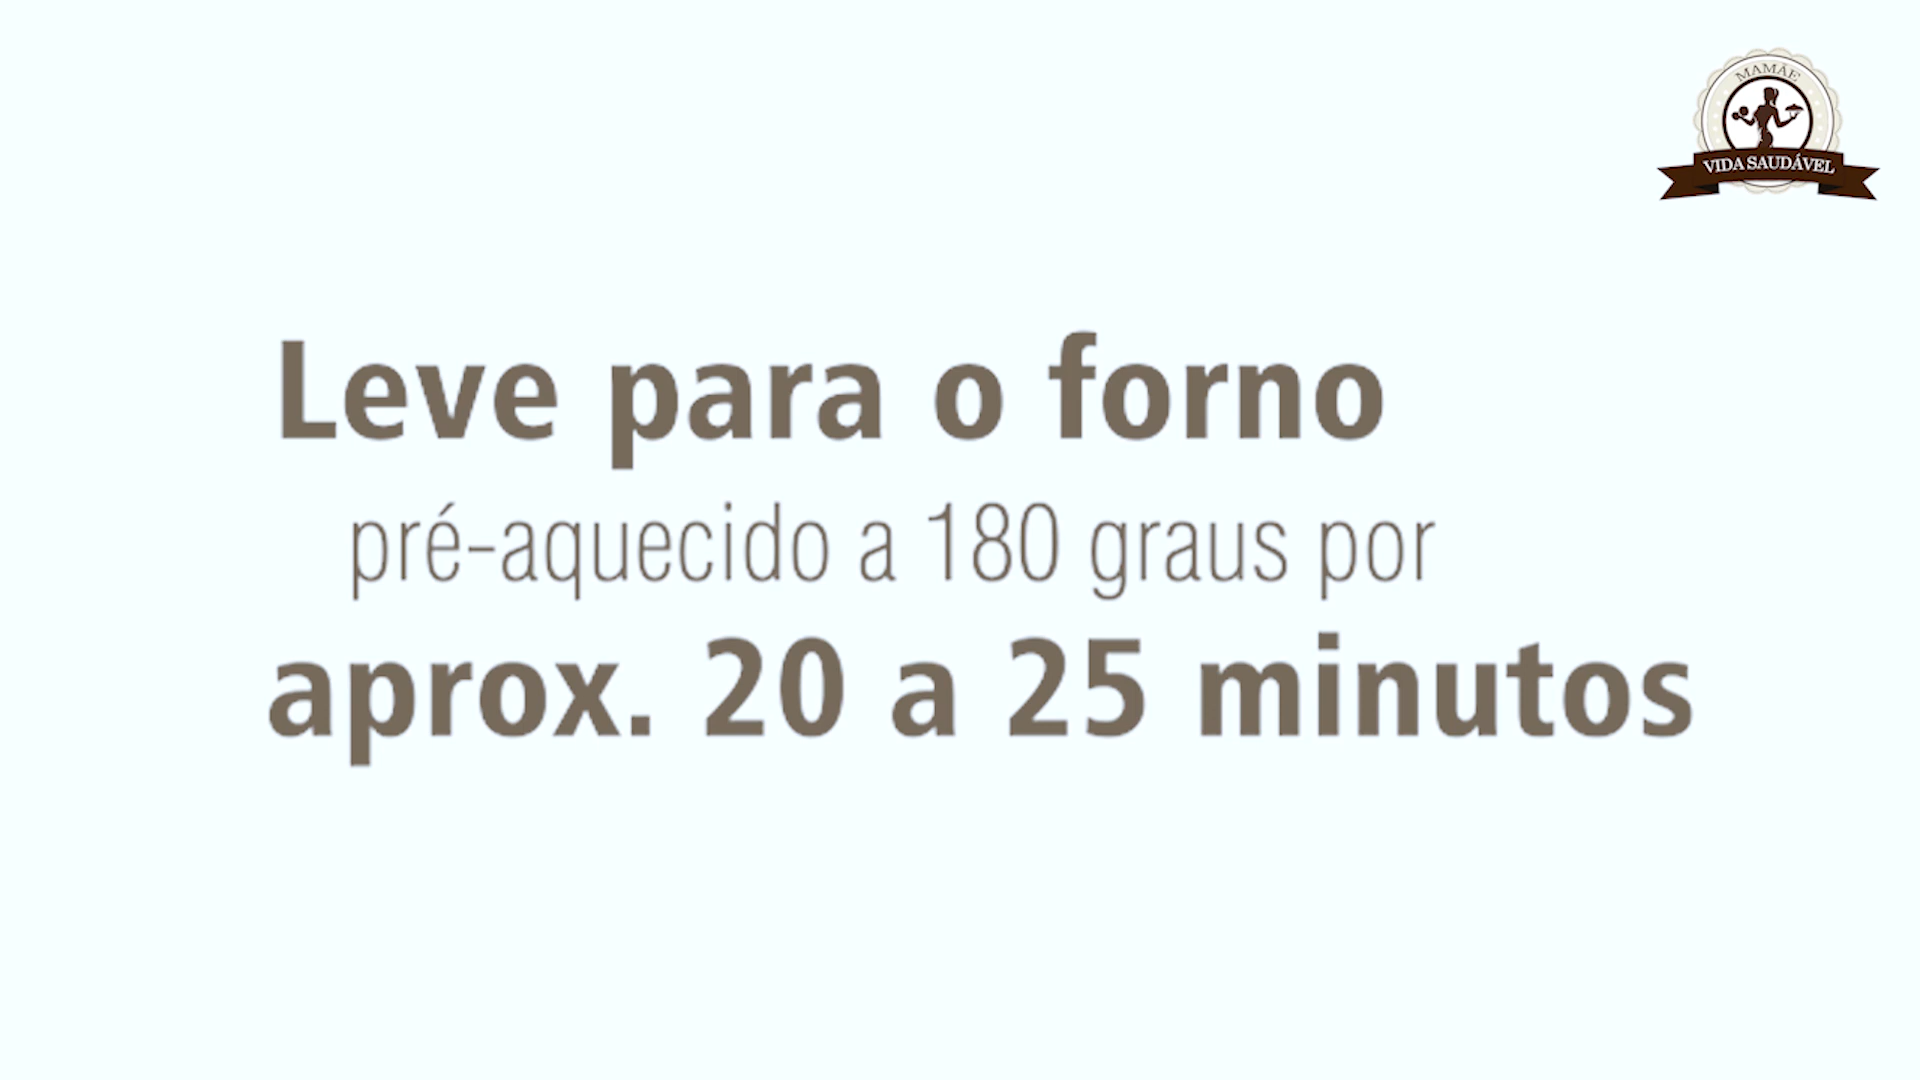 MAMÃE
VIDA SAUDÁVEL
Leve para o forno
pré-aquecido a 180 graus por
aprox. 20 a 25 minutos